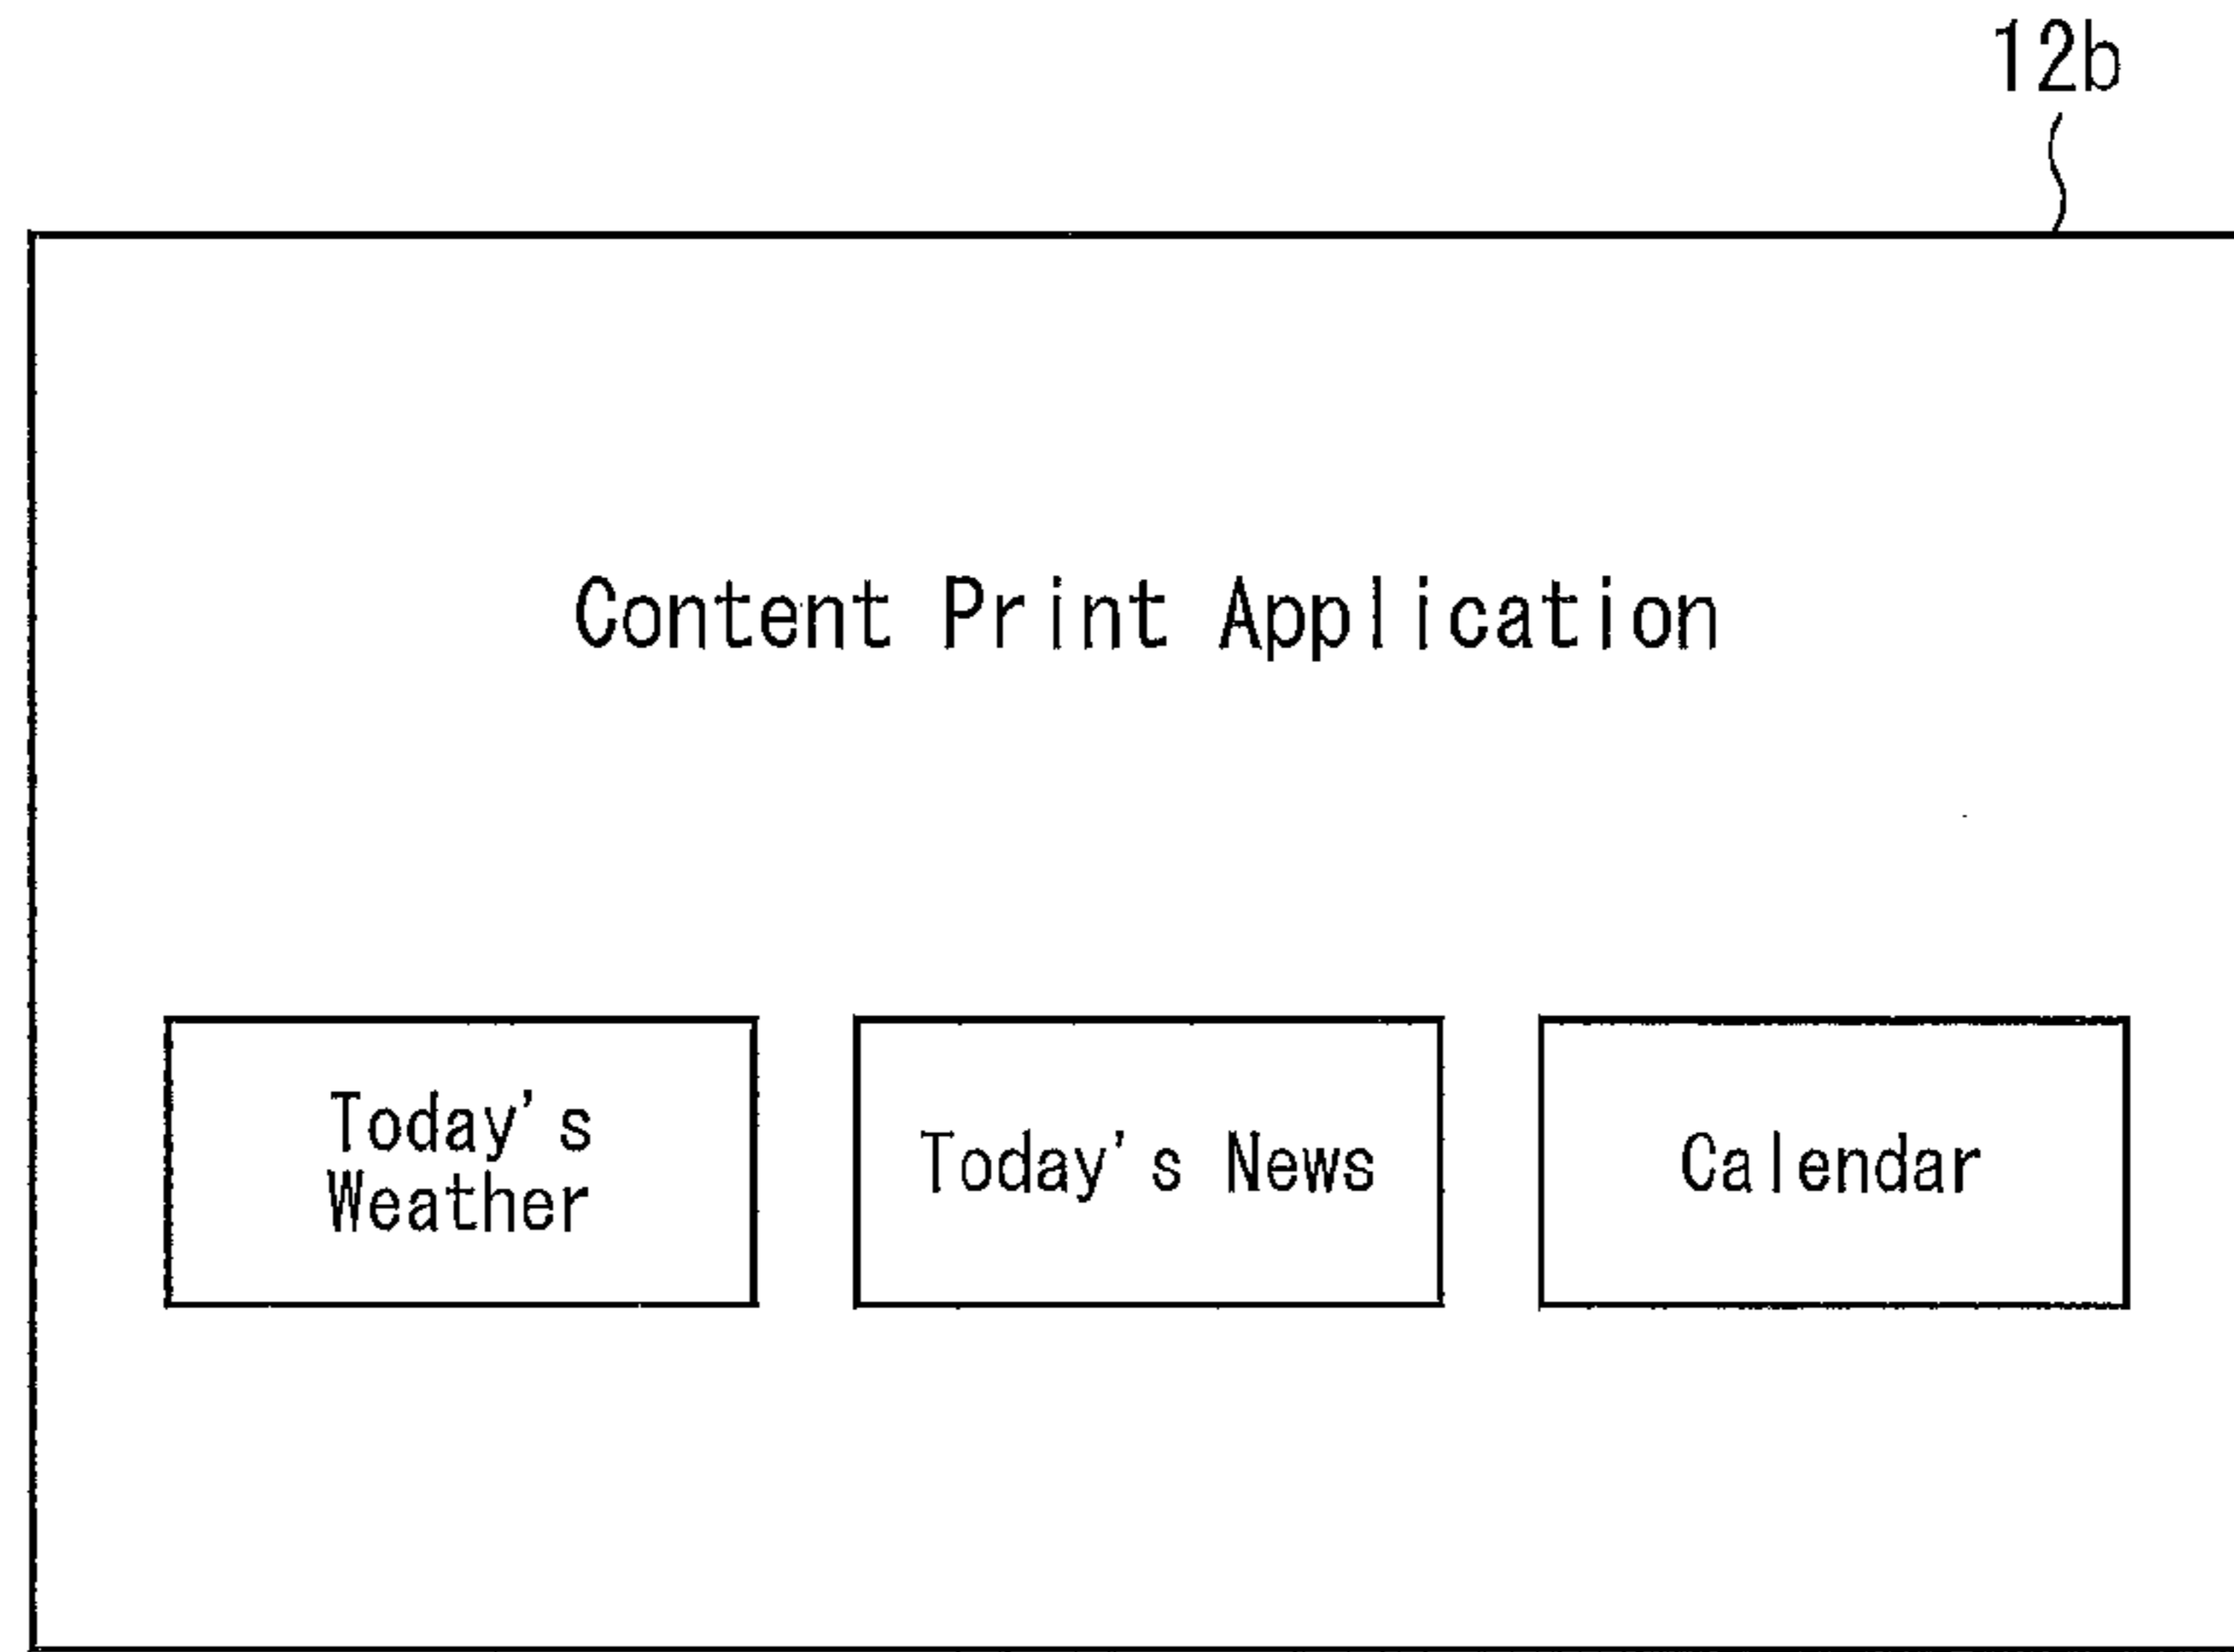 12b
Content Print Application
Today's
Weather
Today's News
Calendar